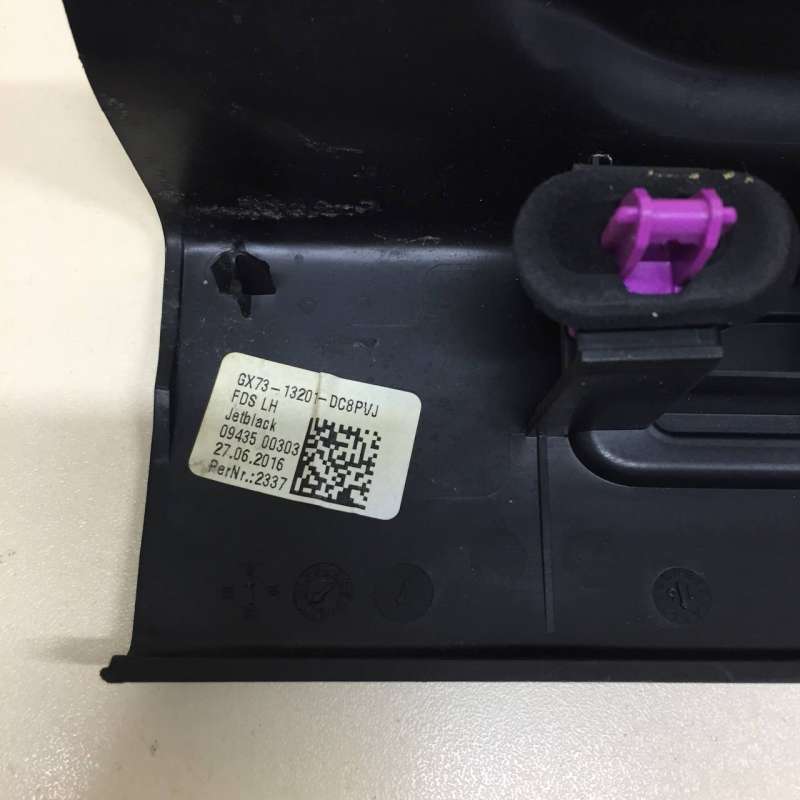 GX73-13201-DC8PVJ
FDS LH
Jetblack
09435 00303
27.06.2016
PerNr.:2337